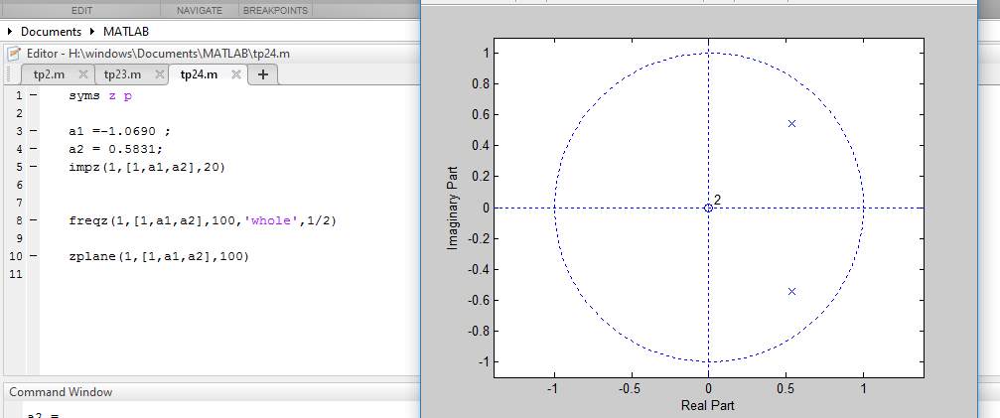 EDIT NAVIGATE BREAKPOINTS
Documents MATLAB
Editor - H:\windows\Documents\MATLAB\tp24.m
tp2.m tp23.m tp24.m +
1 syms z p
2
3 a1 =-1.0690 ;
4 a2 = 0.5831;
5 impz(1,[1,a1,a2],20)
6
7
8 freqz(1,[1,a1,a2],100,'whole',1/2)
9
10 zplane(1,[1,a1,a2],100)
11
Command Window
a2 =
1
0.8
0.6
0.4
0.2
0
-0.2
-0.4
-0.6
-0.8
-1
Imaginary Part
2
-1 -0.5 0 0.5 1
Real Part